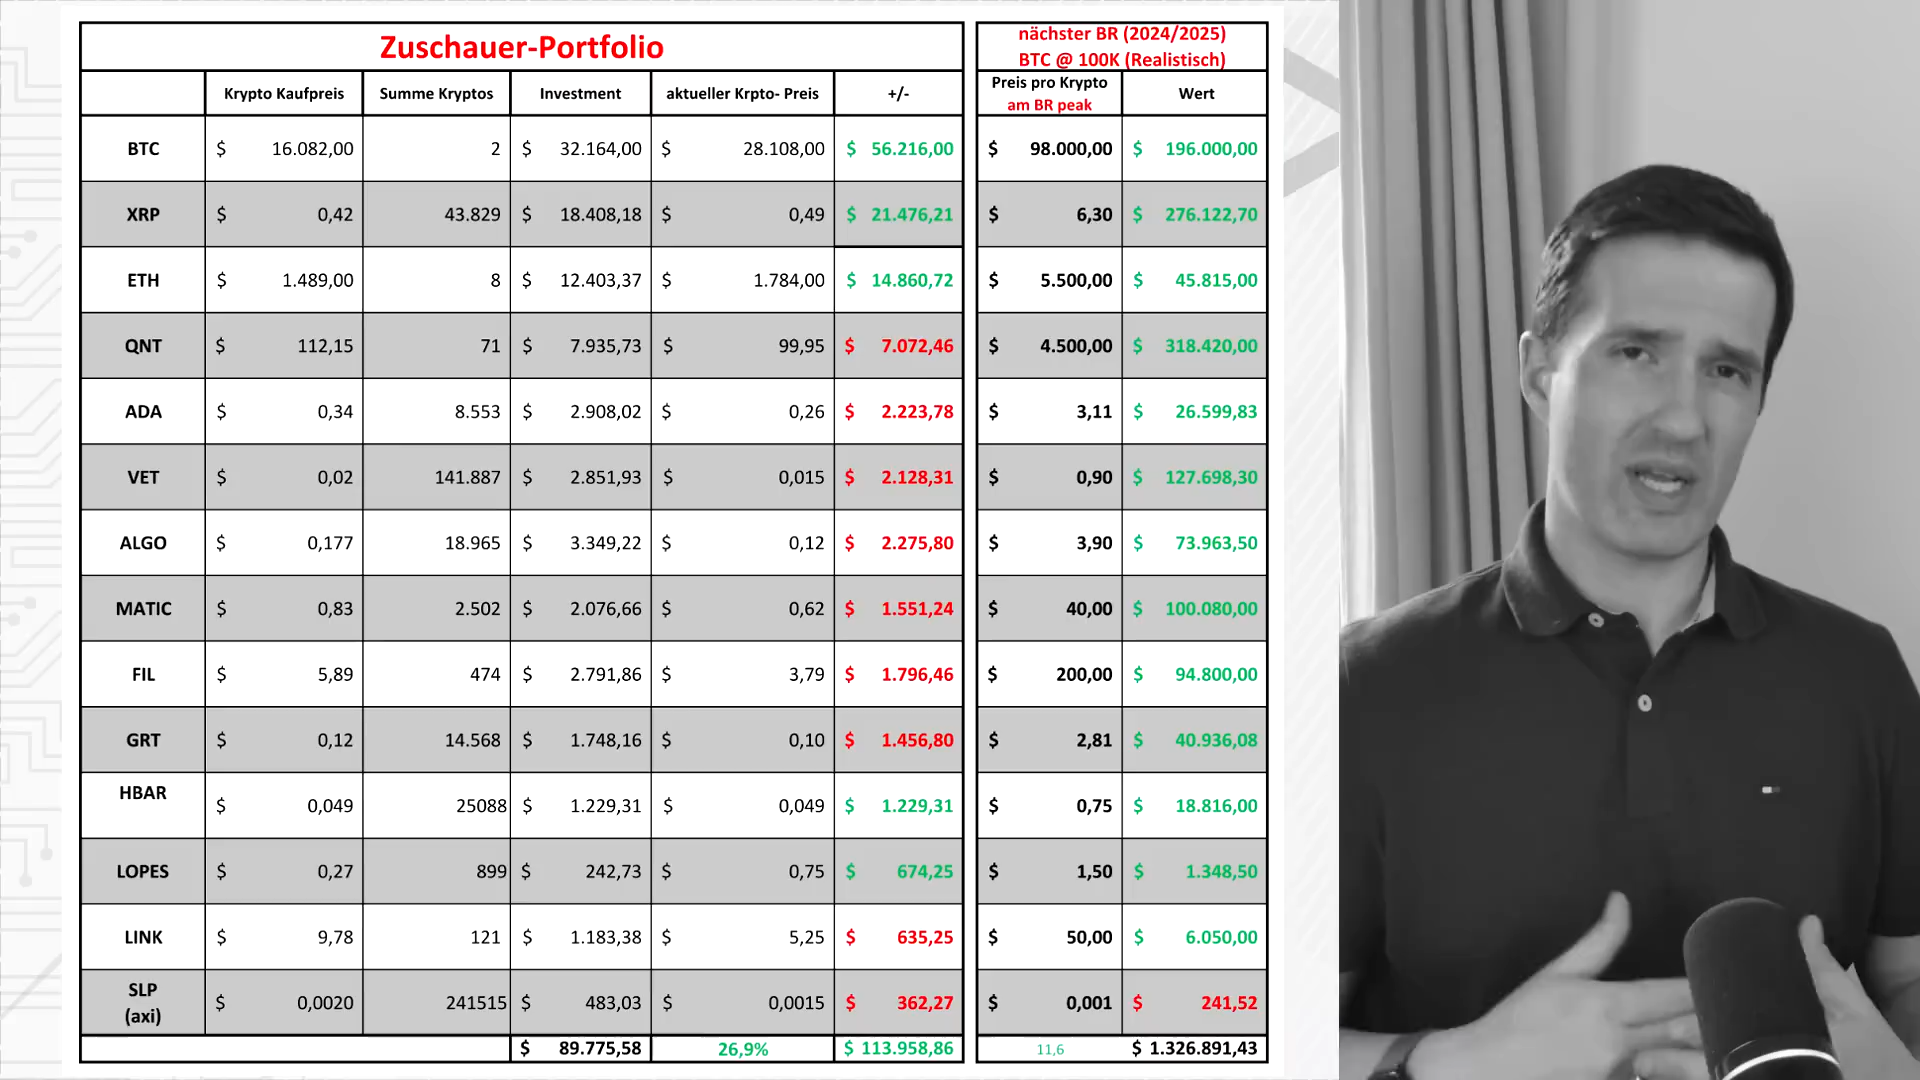 Zuschauer-Portfolio
nächster BR (2024/2025)
BTC @ 100K (Realistisch)
Krypto Kaufpreis Summe Kryptos Investment aktueller Krpto- Preis +/- Preis pro Krypto am BR peak Wert
BTC $ 16.082,00 2 $ 32.164,00 $ 28.108,00 $ 56.216,00 $ 98.000,00 $ 196.000,00
XRP $ 0,42 43.829 $ 18.408,18 $ 0,49 $ 21.476,21 $ 6,30 $ 276.122,70
ETH $ 1.489,00 8 $ 12.403,37 $ 1.784,00 $ 14.860,72 $ 5.500,00 $ 45.815,00
QNT $ 112,15 71 $ 7.935,73 $ 99,95 $ 7.072,46 $ 4.500,00 $ 318.420,00
ADA $ 0,34 8.553 $ 2.908,02 $ 0,26 $ 2.223,78 $ 3,11 $ 26.599,83
VET $ 0,02 141.887 $ 2.851,93 $ 0,015 $ 2.128,31 $ 0,90 $ 127.698,30
ALGO $ 0,177 18.965 $ 3.349,22 $ 0,12 $ 2.275,80 $ 3,90 $ 73.963,50
MATIC $ 0,83 2.502 $ 2.076,66 $ 0,62 $ 1.551,24 $ 40,00 $ 100.080,00
FIL $ 5,89 474 $ 2.791,86 $ 3,79 $ 1.796,46 $ 200,00 $ 94.800,00
GRT $ 0,12 14.568 $ 1.748,16 $ 0,10 $ 1.456,80 $ 2,81 $ 40.936,08
HBAR $ 0,049 25088 $ 1.229,31 $ 0,049 $ 1.229,31 $ 0,75 $ 18.816,00
LOPES $ 0,27 899 $ 242,73 $ 0,75 $ 674,25 $ 1,50 $ 1.348,50
LINK $ 9,78 121 $ 1.183,38 $ 5,25 $ 635,25 $ 50,00 $ 6.050,00
SLP (axi) $ 0,0020 241515 $ 483,03 $ 0,0015 $ 362,27 $ 0,001 $ 241,52
$ 89.775,58 26,9% $ 113.958,86 11,6 $ 1.326.891,43